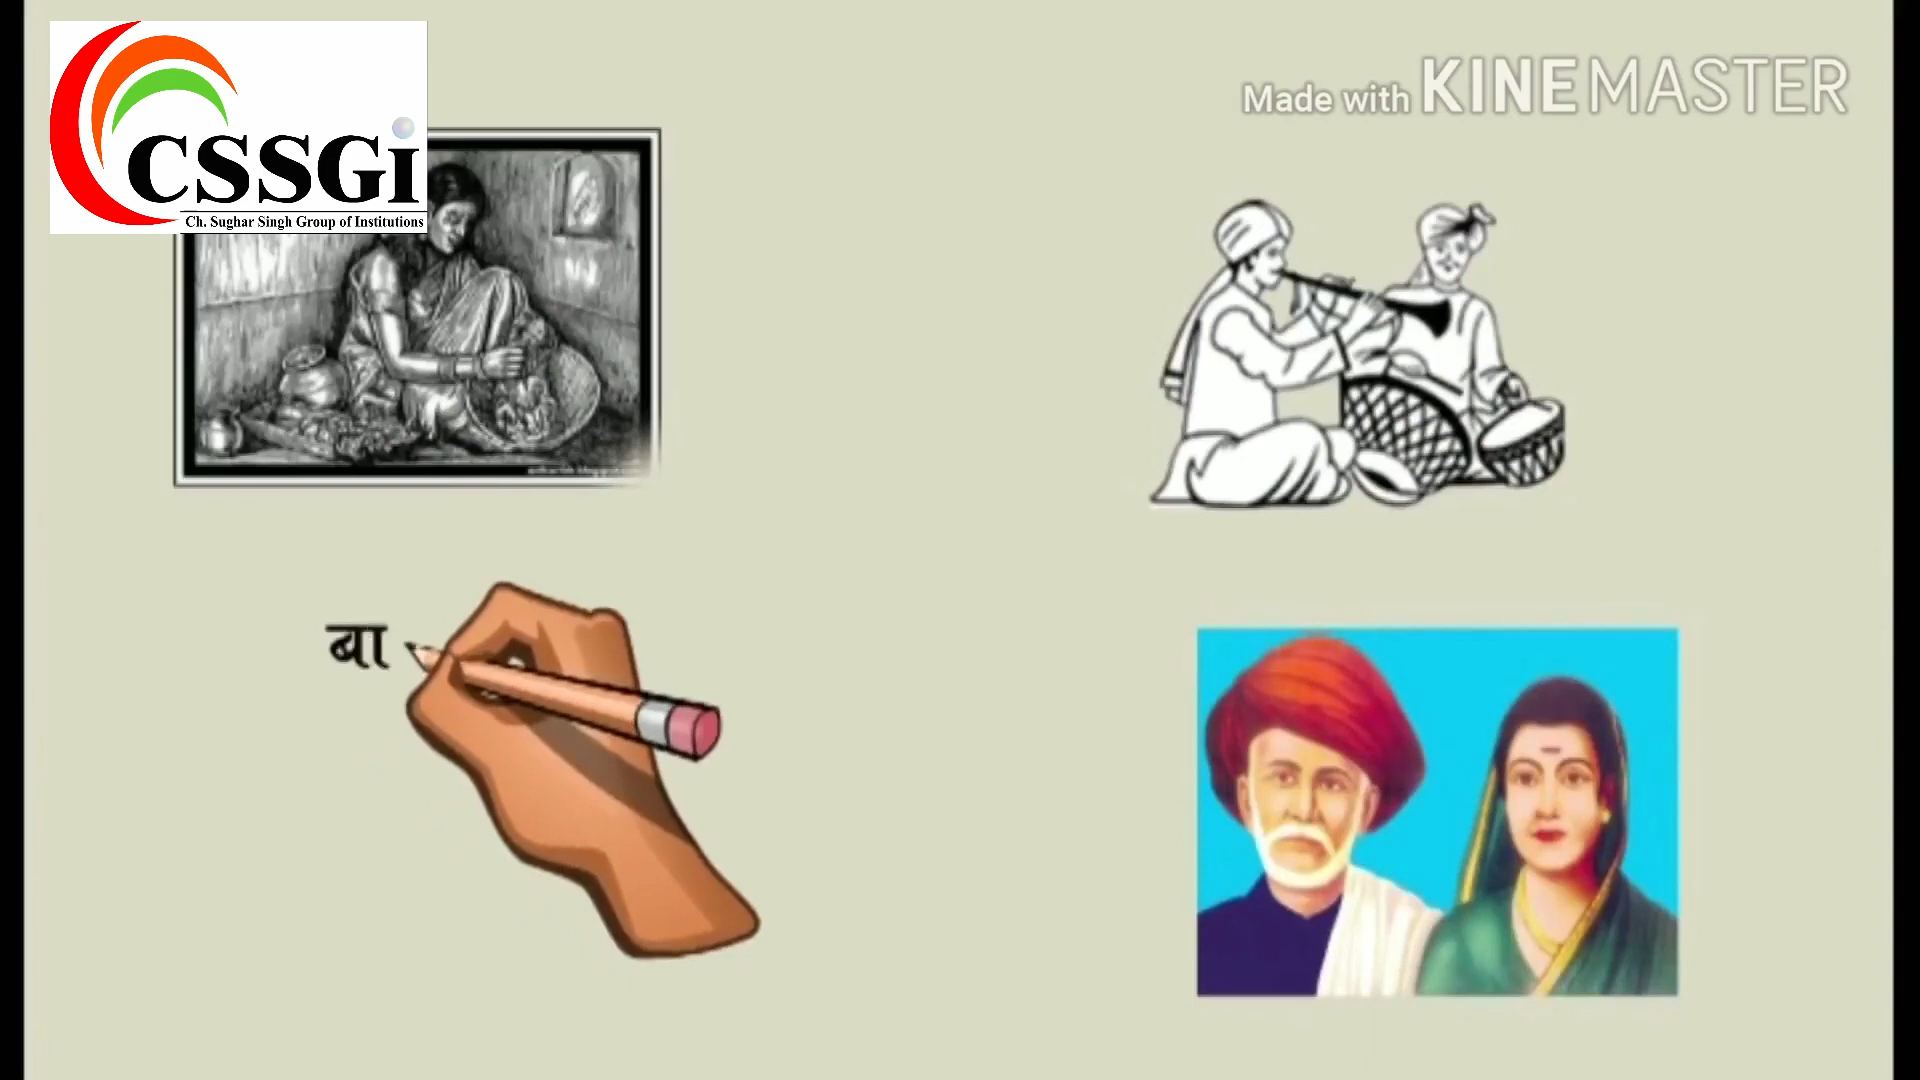 CSSGi
Ch. Sughar Singh Group of Institutions
Made with KINEMASTER
बा